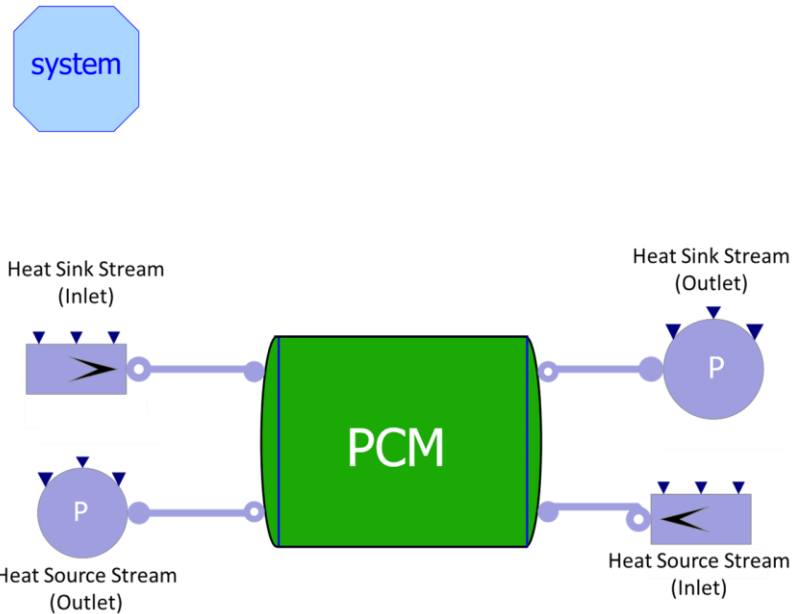 system
Heat Sink Stream
(Inlet)
Heat Sink Stream
(Outlet)
P
PCM
P
Heat Source Stream
(Outlet)
Heat Source Stream
(Inlet)